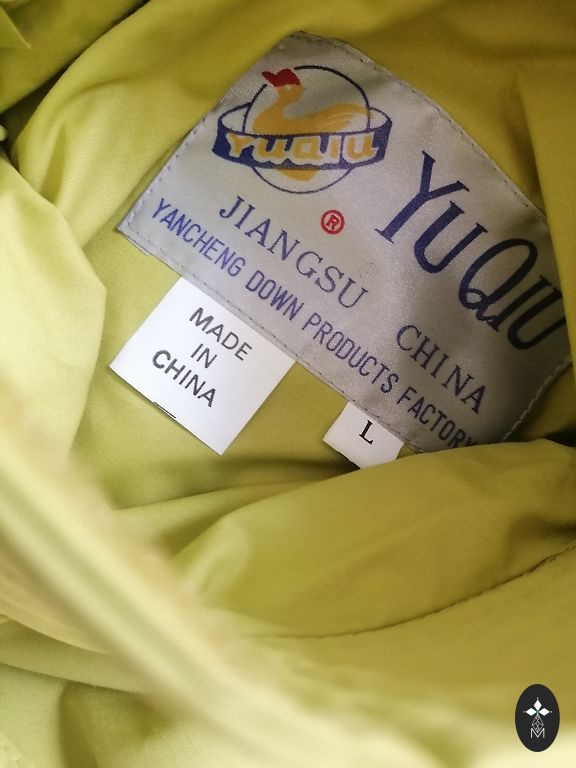 YUQIU
YUQIU
®
JIANGSU CHINA
YANCHENG DOWN PRODUCTS FACTORY
MADE
IN
CHINA
L
M